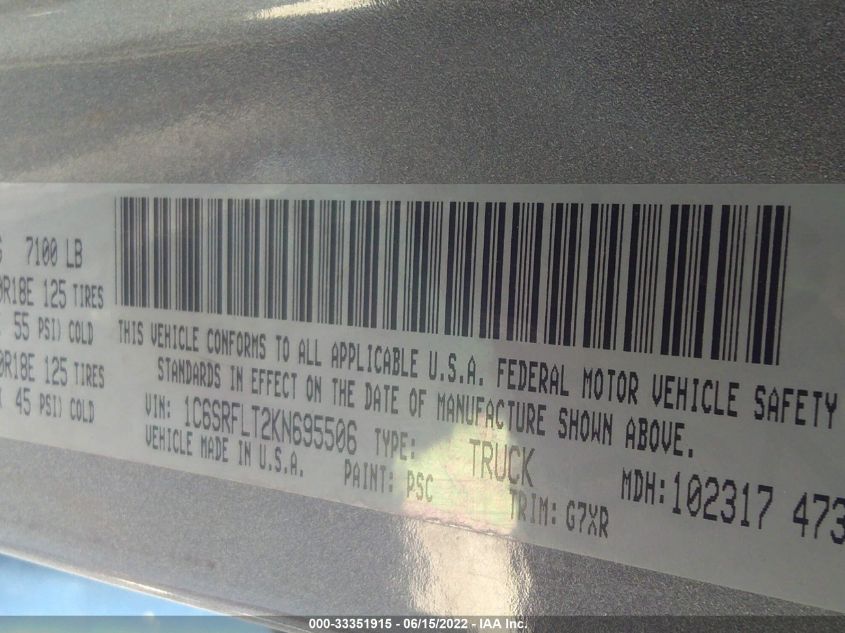 7100 LB
R18E 125 TIRES
55 PSI) COLD
R18E 125 TIRES
45 PSI) COLD
THIS VEHICLE CONFORMS TO ALL APPLICABLE U.S.A. FEDERAL MOTOR VEHICLE SAFETY
STANDARDS IN EFFECT ON THE DATE OF MANUFACTURE SHOWN ABOVE.
VIN: 1C6SRFLT2KN695506 TYPE: TRUCK
VEHICLE MADE IN U.S.A.
PAINT: PSC
MDH: 102317 473
TRIM: G7XR
000-33351915 - 06/15/2022 - IAA Inc.